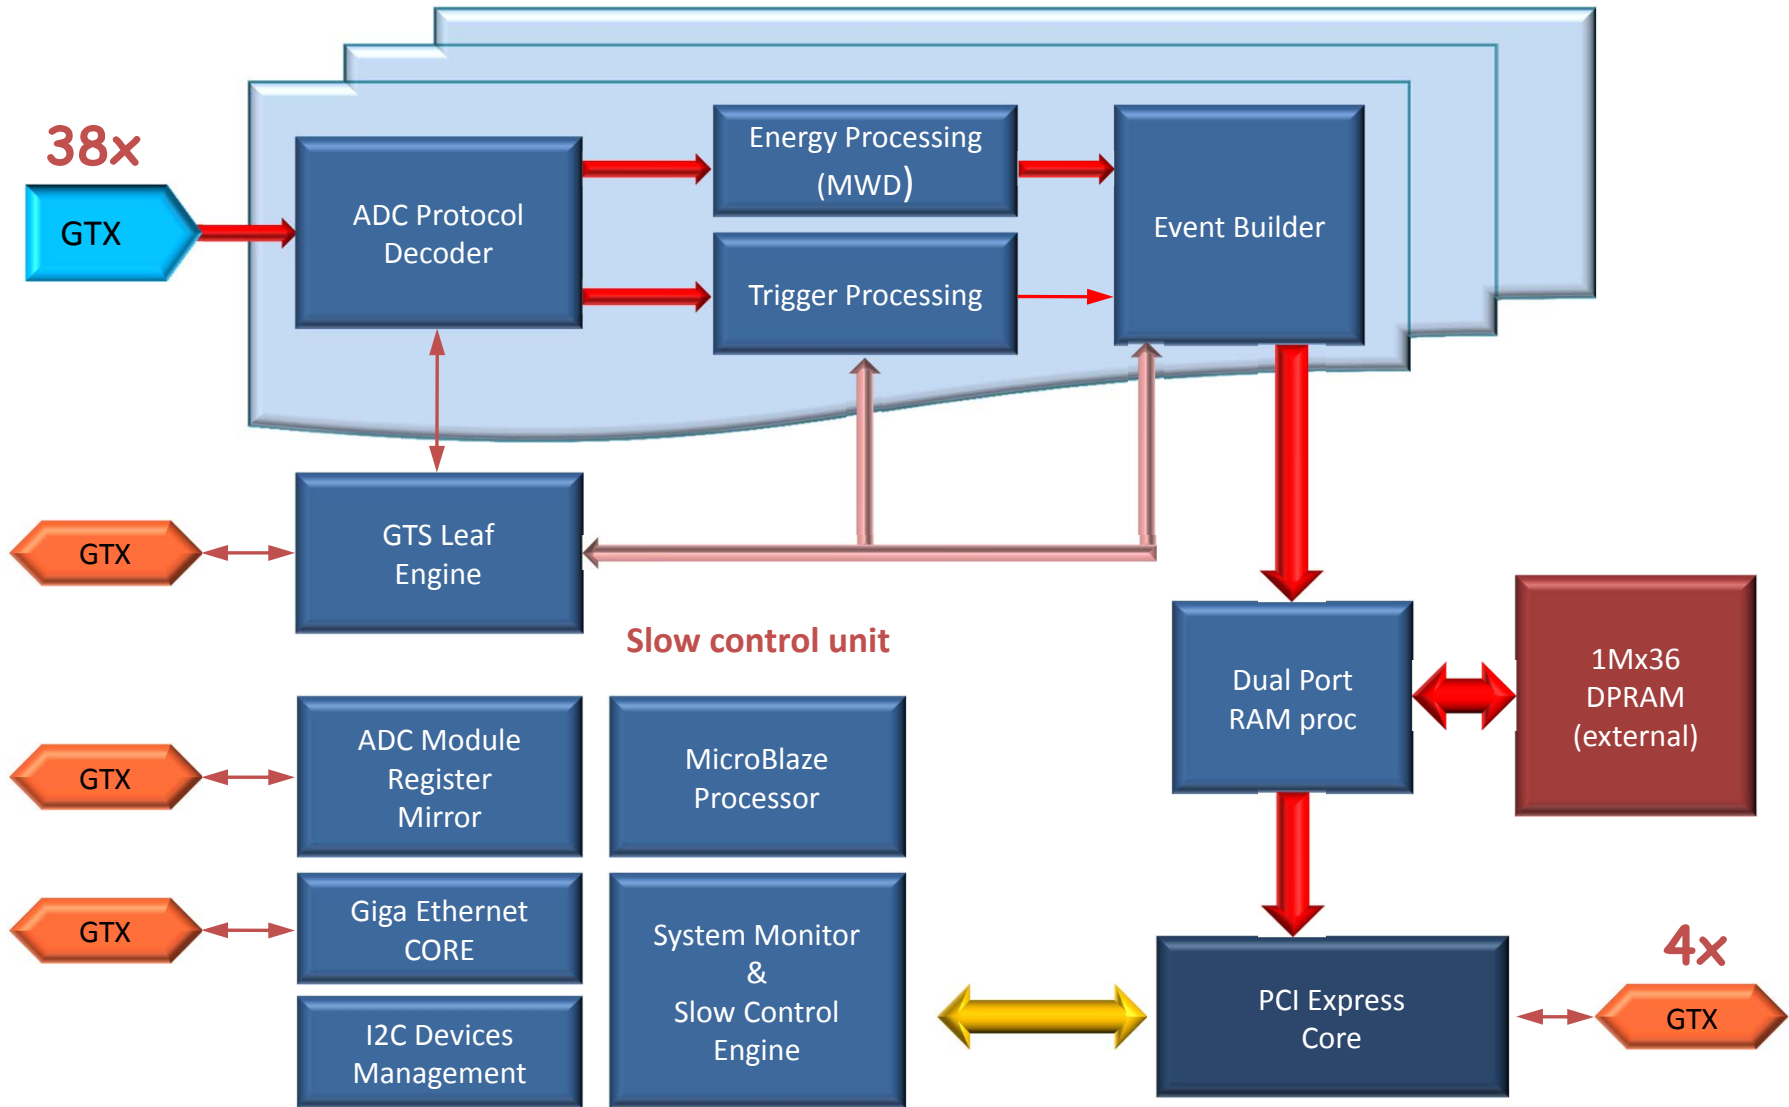 38x
GTX
ADC Protocol
Decoder
Energy Processing
(MWD)
Trigger Processing
Event Builder
GTX
GTS Leaf
Engine
Slow control unit
Dual Port
RAM proc
1Mx36
DPRAM
(external)
GTX
ADC Module
Register
Mirror
MicroBlaze
Processor
GTX
Giga Ethernet
CORE
System Monitor
&
Slow Control
Engine
I2C Devices
Management
PCI Express
Core
4x
GTX